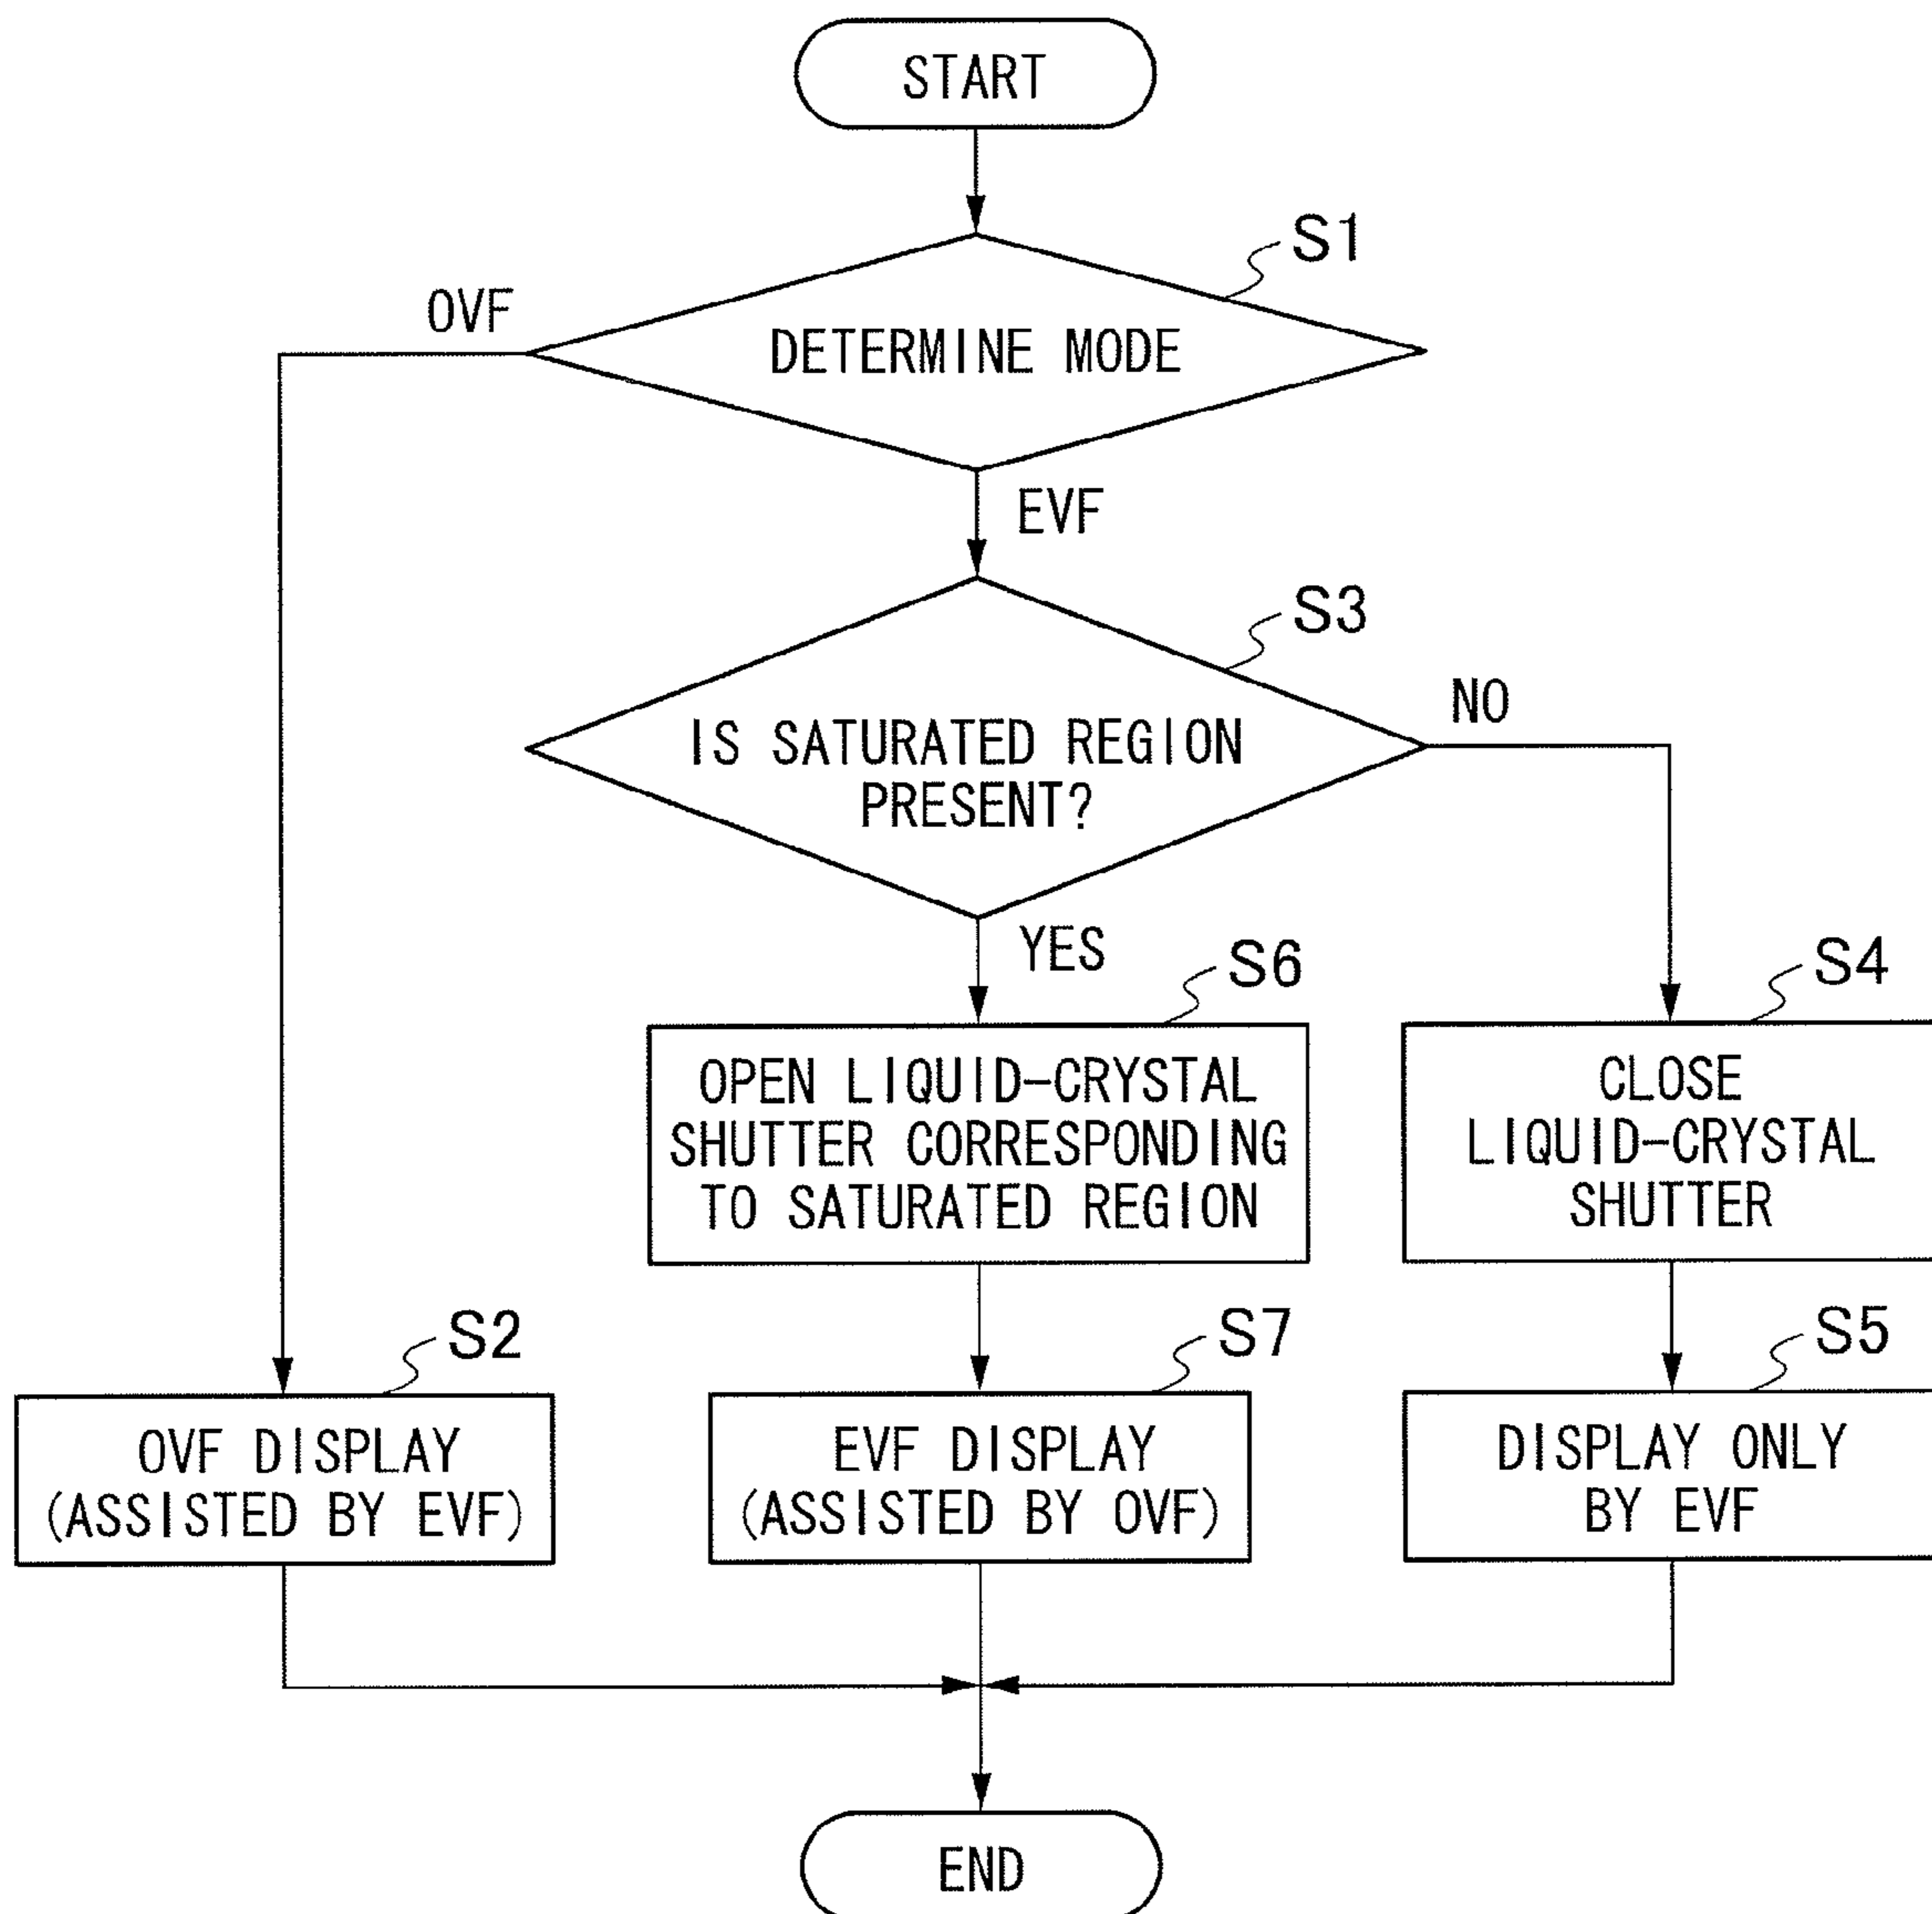 START
S1
OVF
DETERMINE MODE
EVF
S3
NO
IS SATURATED REGION
PRESENT?
YES
S6
S4
OPEN LIQUID-CRYSTAL
SHUTTER CORRESPONDING
TO SATURATED REGION
CLOSE
LIQUID-CRYSTAL
SHUTTER
S2
S7
S5
OVF DISPLAY
(ASSISTED BY EVF)
EVF DISPLAY
(ASSISTED BY OVF)
DISPLAY ONLY
BY EVF
END